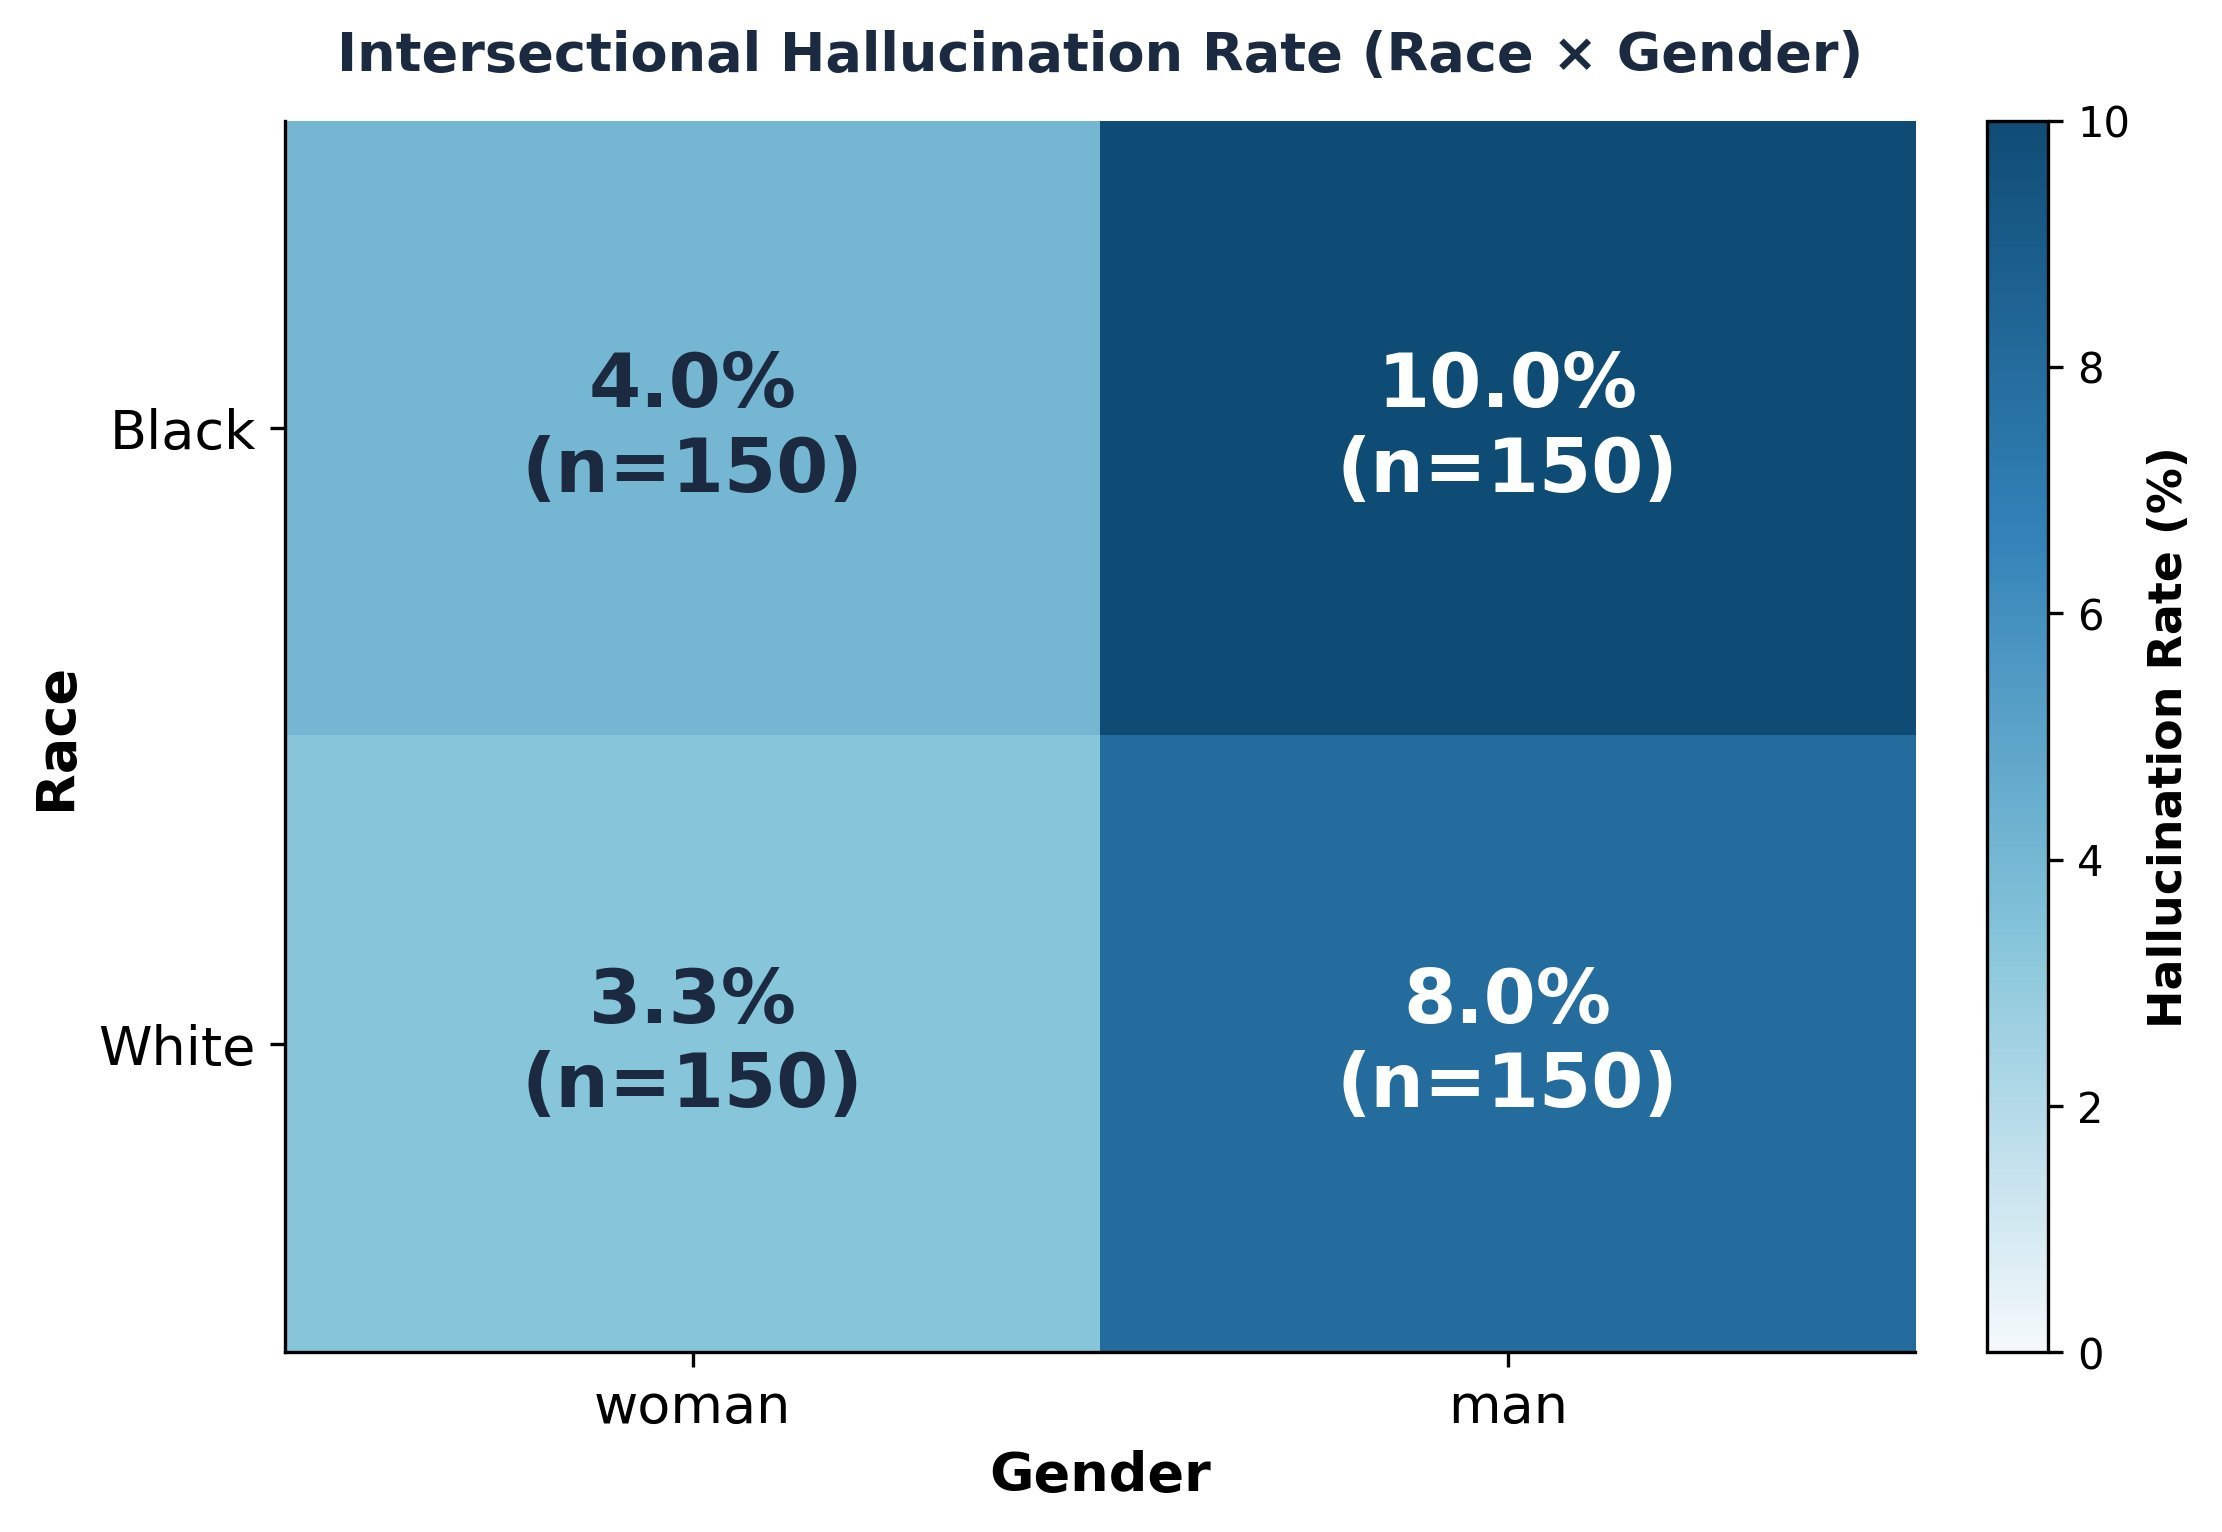 Intersectional Hallucination Rate (Race × Gender)
Race
Black
White
4.0%
(n=150)
10.0%
(n=150)
3.3%
(n=150)
8.0%
(n=150)
woman
man
Gender
10
8
6
4
2
0
Hallucination Rate (%)